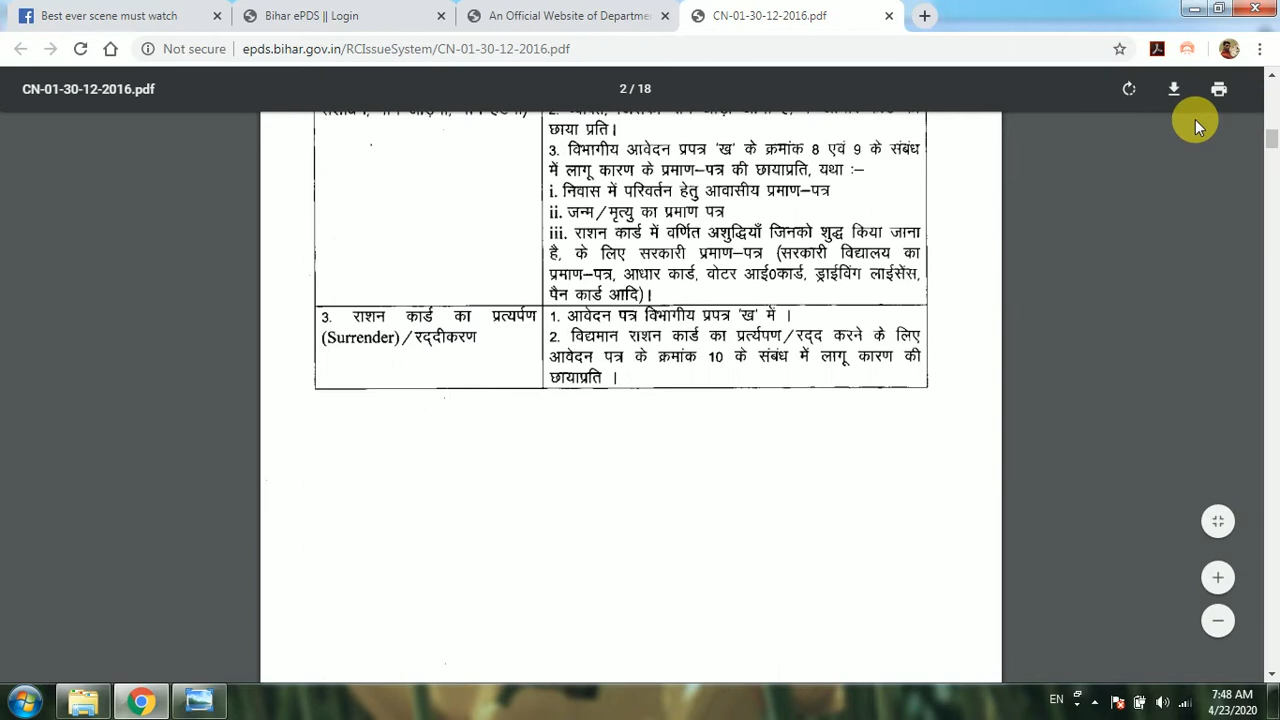 Best ever scene must watch
Bihar ePDS || Login
An Official Website of Departme
CN-01-30-12-2016.pdf
Not secure
epds.bihar.gov.in/RCIssueSystem/CN-01-30-12-2016.pdf
CN-01-30-12-2016.pdf
2 / 18
छाया प्रति।
3. विभागीय आवेदन प्रपत्र 'ख' के क्रमांक 8 एवं 9 के संबंध
में लागू कारण के प्रमाण–पत्र की छायाप्रति, यथा :–
i. निवास में परिवर्तन हेतु आवासीय प्रमाण–पत्र
ii. जन्म/मृत्यु का प्रमाण पत्र
iii. राशन कार्ड में वर्णित अशुद्धियाँ जिनको शुद्ध किया जाना
है, के लिए सरकारी प्रमाण–पत्र (सरकारी विद्यालय का
प्रमाण–पत्र, आधार कार्ड, वोटर आई0कार्ड, ड्राईविंग लाईसेंस,
पैन कार्ड आदि)।
3. राशन कार्ड का प्रत्यर्पण
(Surrender)/रद्दीकरण
1. आवेदन पत्र विभागीय प्रपत्र 'ख' में ।
2. विद्यमान राशन कार्ड का प्रर्त्यपण/रद्द करने के लिए
आवेदन पत्र के क्रमांक 10 के संबंध में लागू कारण की
छायाप्रति ।
EN
7:48 AM
4/23/2020